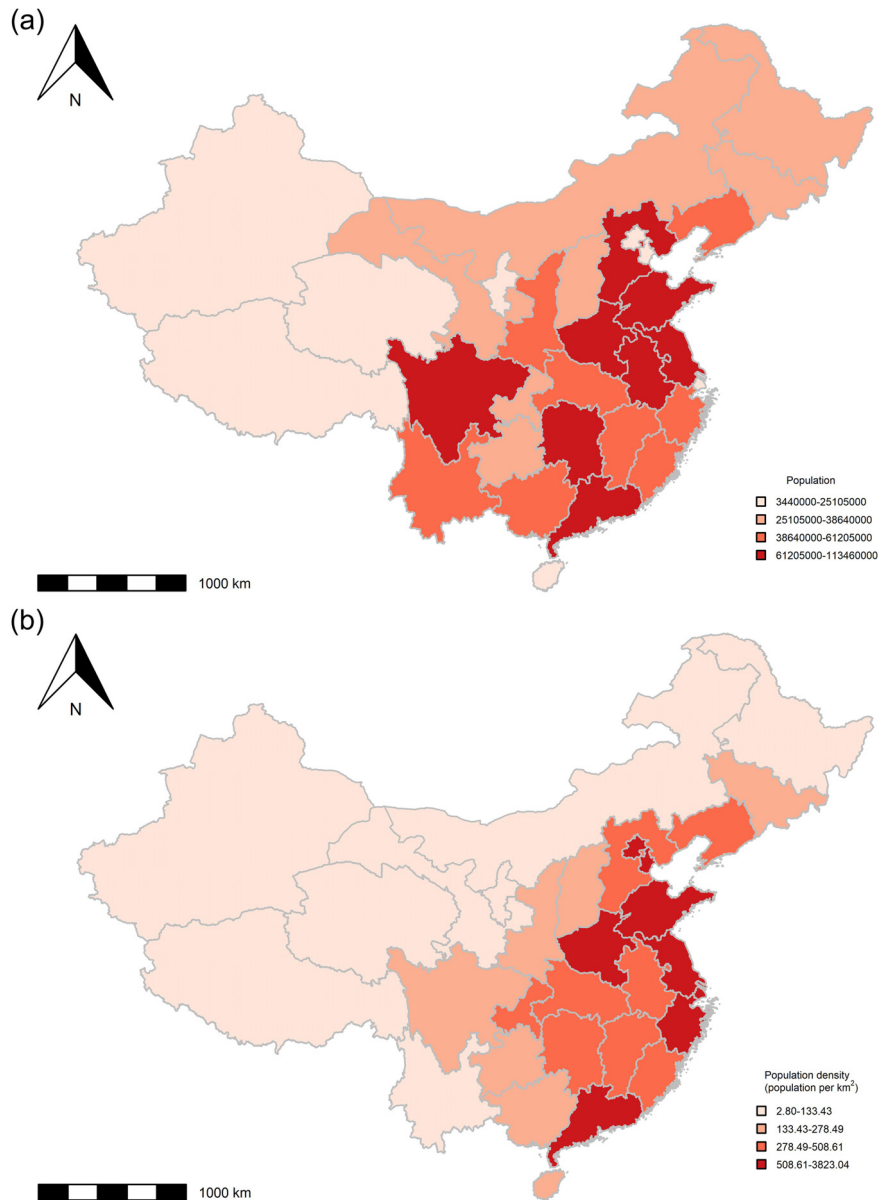 (a)
N
Population
3440000-25105000
25105000-38640000
38640000-61205000
61205000-113460000
1000 km
(b)
N
Population density
(population per km²)
2.80-133.43
133.43-278.49
278.49-508.61
508.61-3823.04
1000 km